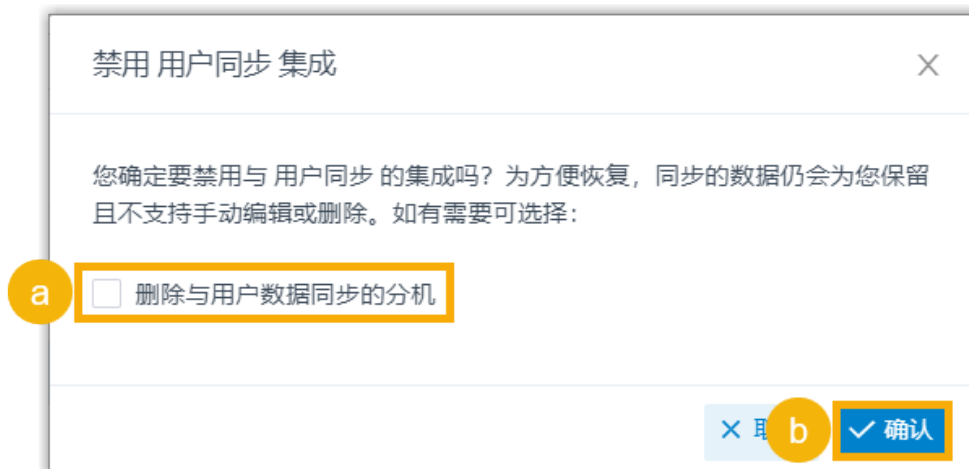 禁用 用户同步 集成
您确定要禁用与 用户同步 的集成吗？为方便恢复，同步的数据仍会为您保留
且不支持手动编辑或删除。如有需要可选择：
a 删除与用户数据同步的分机
b 确认